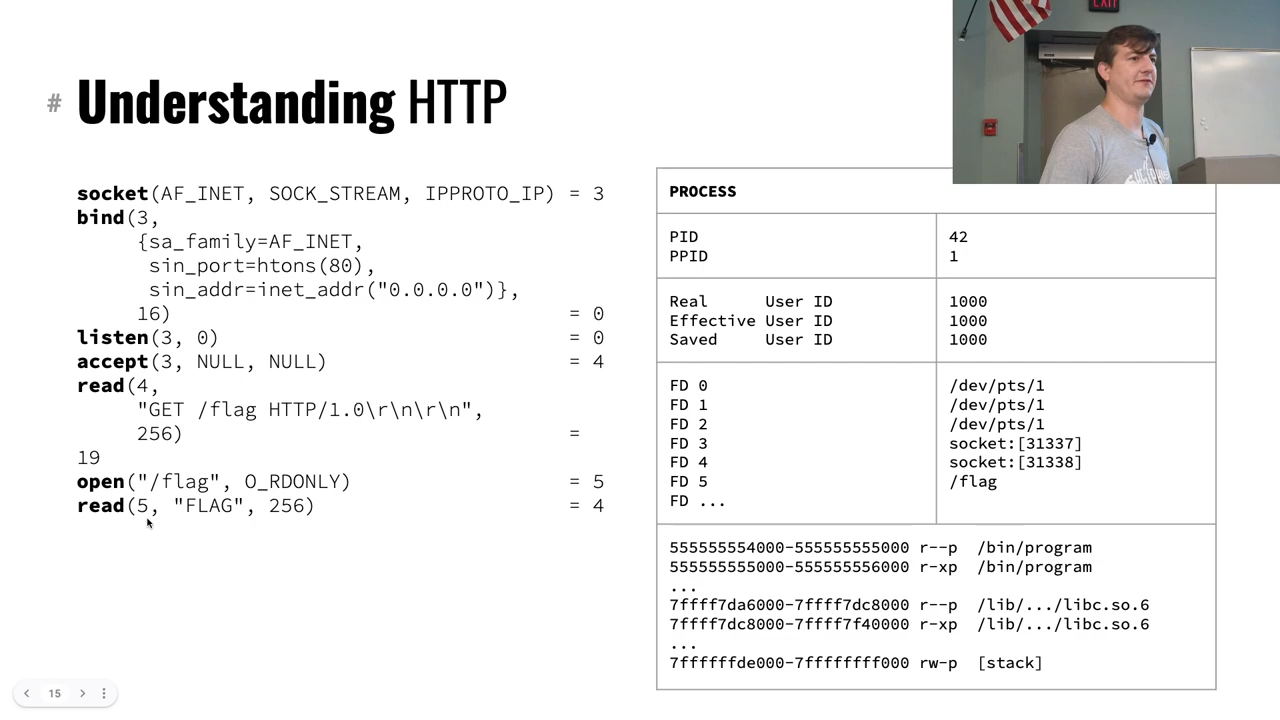 EXIT
# Understanding HTTP
socket(AF_INET, SOCK_STREAM, IPPROTO_IP) = 3
bind(3,
{sa_family=AF_INET,
sin_port=htons(80),
sin_addr=inet_addr("0.0.0.0")},
16) = 0
listen(3, 0) = 0
accept(3, NULL, NULL) = 4
read(4,
"GET /flag HTTP/1.0\r\n\r\n",
256) =
19
open("/flag", O_RDONLY) = 5
read(5, "FLAG", 256) = 4
PROCESS
PID 42
PPID 1
Real User ID 1000
Effective User ID 1000
Saved User ID 1000
FD 0 /dev/pts/1
FD 1 /dev/pts/1
FD 2 /dev/pts/1
FD 3 socket:[31337]
FD 4 socket:[31338]
FD 5 /flag
FD ...
555555554000-555555555000 r--p /bin/program
555555555000-555555556000 r-xp /bin/program
...
7ffff7da6000-7ffff7dc8000 r--p /lib/.../libc.so.6
7ffff7dc8000-7ffff7f40000 r-xp /lib/.../libc.so.6
...
7ffffffde000-7ffffffff000 rw-p [stack]
15